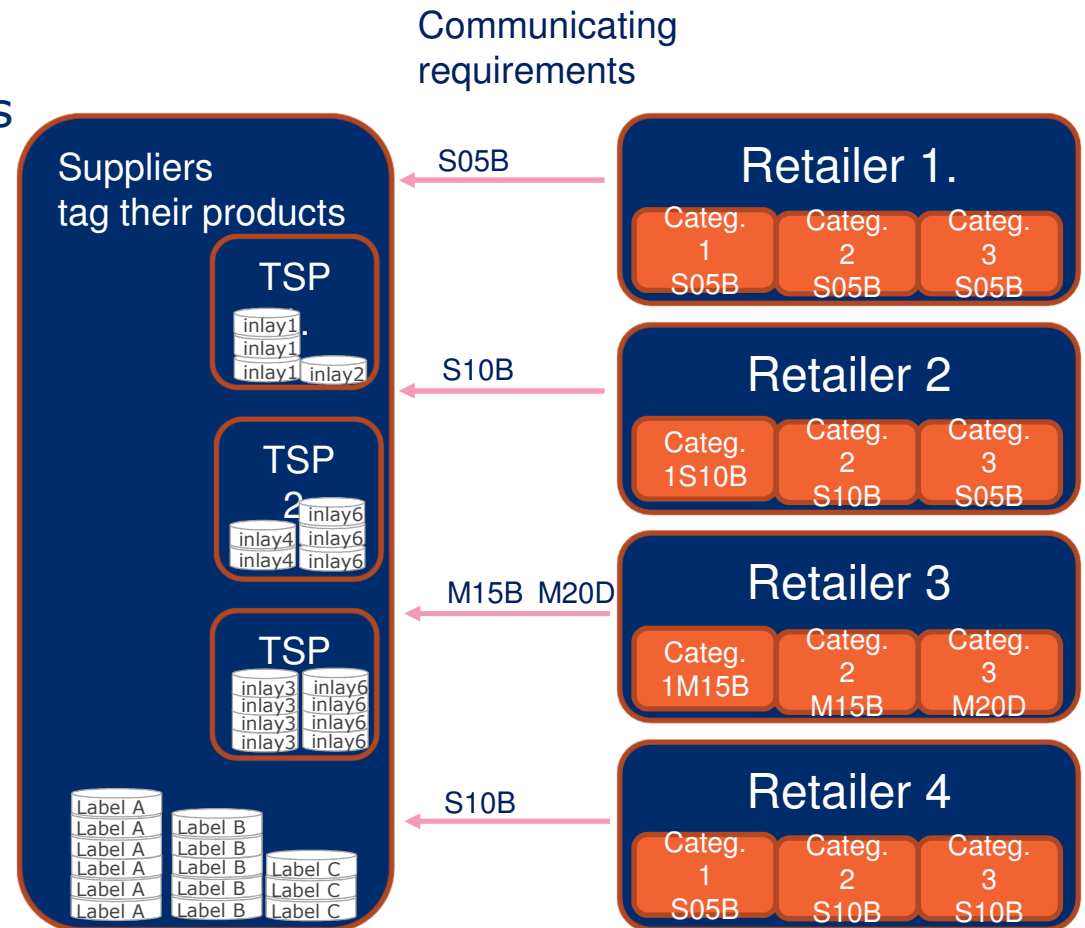 Communicating
requirements
s
Suppliers
tag their products
TSP
.
inlay1
inlay1
inlay1
inlay2
TSP
2
inlay4
inlay4
inlay6
inlay6
inlay6
TSP
inlay3
inlay3
inlay3
inlay3
inlay6
inlay6
inlay6
inlay6
Label A
Label A
Label A
Label A
Label A
Label A
Label B
Label B
Label B
Label B
Label B
Label C
Label C
Label C
S05B
S10B
M15B M20D
S10B
Retailer 1.
Categ.
1
S05B
Categ.
2
S05B
Categ.
3
S05B
Retailer 2
Categ.
1S10B
Categ.
2
S10B
Categ.
3
S05B
Retailer 3
Categ.
1M15B
Categ.
2
M15B
Categ.
3
M20D
Retailer 4
Categ.
1
S05B
Categ.
2
S10B
Categ.
3
S10B